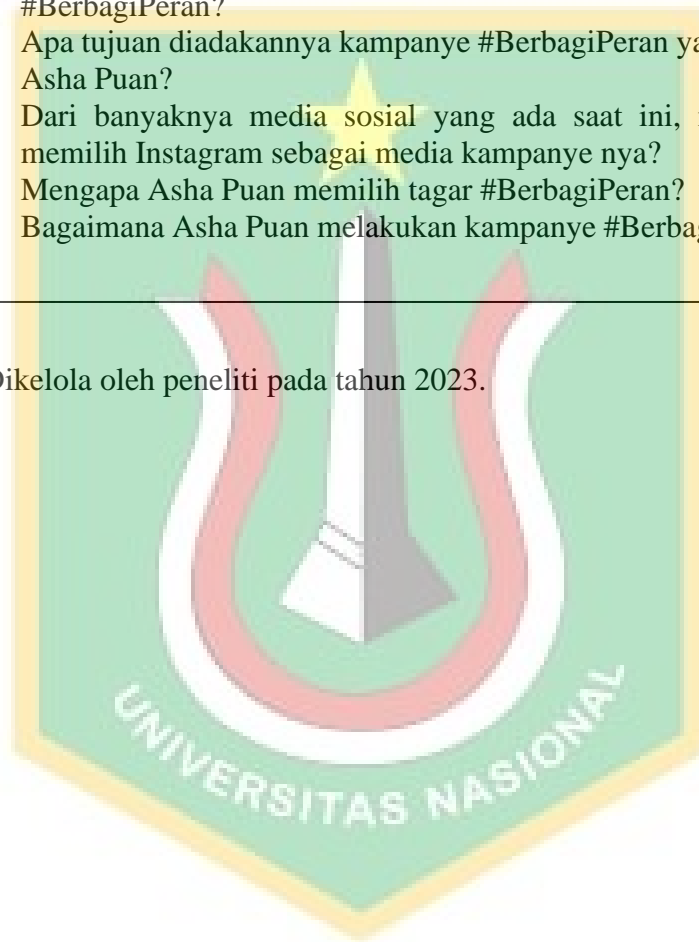 #BerbagiPeran?
Apa tujuan diadakannya kampanye #BerbagiPeran
Asha Puan?
Dari banyaknya media sosial yang ada saat ini,
memilih Instagram sebagai media kampanye nya?
Mengapa Asha Puan memilih tagar #BerbagiPeran?
Bagaimana Asha Puan melakukan kampanye
Dikelola oleh peneliti pada tahun 2023.
UNIVERSITAS NASIONAL